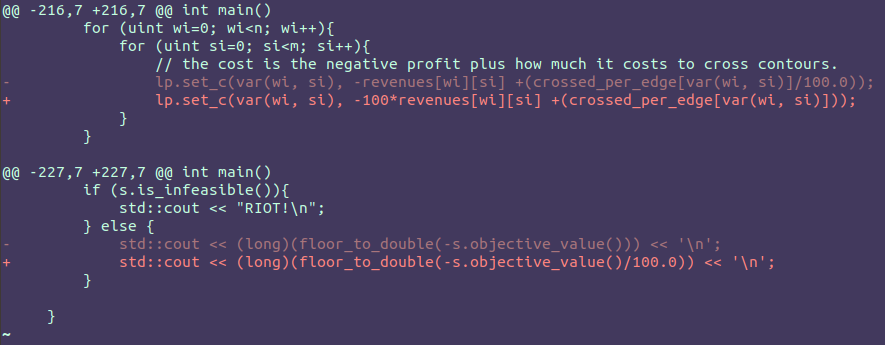 @@ -216,7 +216,7 @@ int main()
        for (uint wi=0; wi<n; wi++){
            for (uint si=0; si<m; si++){
                // the cost is the negative profit plus how much it costs to cross contours.
-               lp.set_c(var(wi, si), -revenues[wi][si] +(crossed_per_edge[var(wi, si)]/100.0));
+               lp.set_c(var(wi, si), -100*revenues[wi][si] +(crossed_per_edge[var(wi, si)]));
            }
        }
@@ -227,7 +227,7 @@ int main()
        if (s.is_infeasible()){
            std::cout << "RIOT!\n";
        } else {
-           std::cout << (long)(floor_to_double(-s.objective_value())) << '\n';
+           std::cout << (long)(floor_to_double(-s.objective_value()/100.0)) << '\n';
        }
    }
~